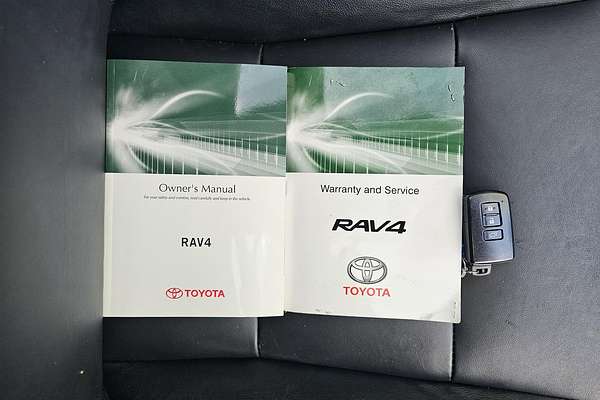 Owner's Manual
For your safety and comfort, read carefully and keep in the vehicle.
RAV4
TOYOTA
Warranty and Service
RAV4
TOYOTA